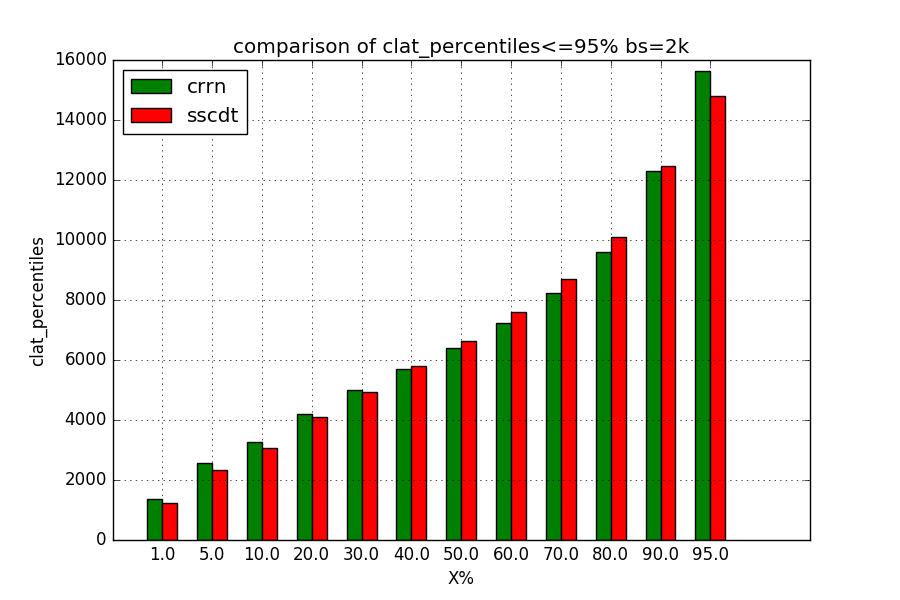 comparison of clat_percentiles<=95% bs=2k
16000
14000
12000
10000
8000
6000
4000
2000
0
clat_percentiles
crrn
sscdt
1.0 5.0 10.0 20.0 30.0 40.0 50.0 60.0 70.0 80.0 90.0 95.0
X%